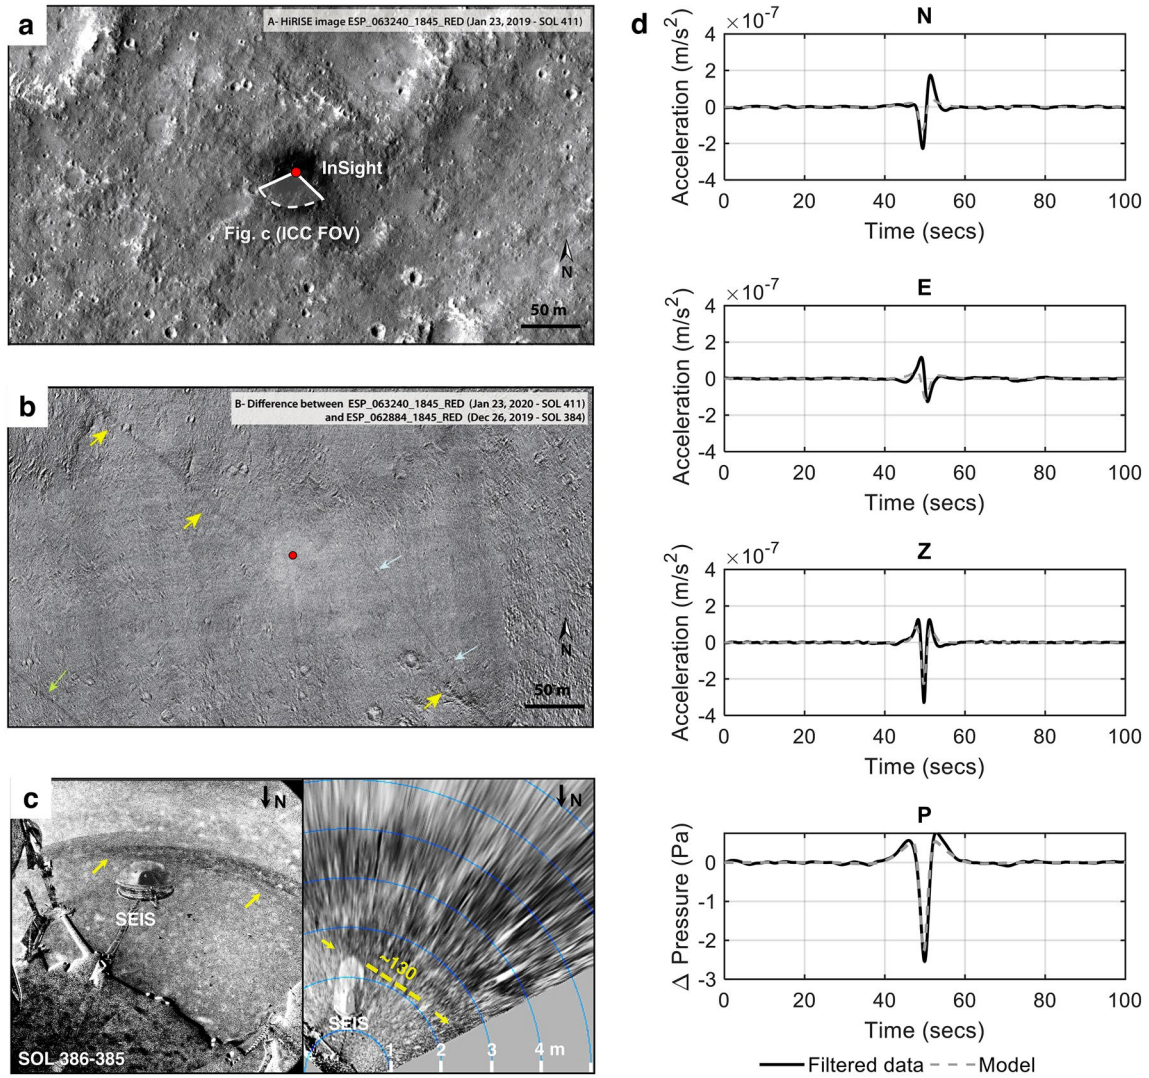 a
A- HiRISE image ESP_063240_1845_RED (Jan 23, 2019 - SOL 411)
InSight
Fig. c (ICC FOV)
N
50 m
b
B- Difference between ESP_063240_1845_RED (Jan 23, 2020 - SOL 411)
and ESP_062884_1845_RED (Dec 26, 2019 - SOL 384)
N
50 m
c
N
SEIS
SOL 386-385
N
~130
SEIS
1 2 3 4 m
d
N
×10⁻⁷
Acceleration (m/s²)
4
2
0
-2
-4
0 20 40 60 80 100
Time (secs)
E
×10⁻⁷
Acceleration (m/s²)
4
2
0
-2
-4
0 20 40 60 80 100
Time (secs)
Z
×10⁻⁷
Acceleration (m/s²)
4
2
0
-2
-4
0 20 40 60 80 100
Time (secs)
P
Δ Pressure (Pa)
0
-1
-2
-3
0 20 40 60 80 100
Time (secs)
Filtered data Model